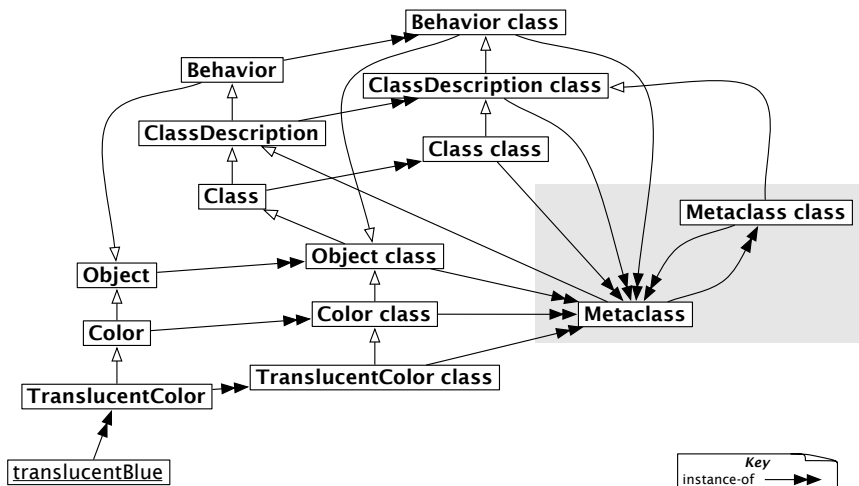 Behavior class
Behavior
ClassDescription class
ClassDescription
Class class
Class
Metaclass class
Object class
Object
Color class
Metaclass
Color
TranslucentColor class
TranslucentColor
translucentBlue
Key
instance-of